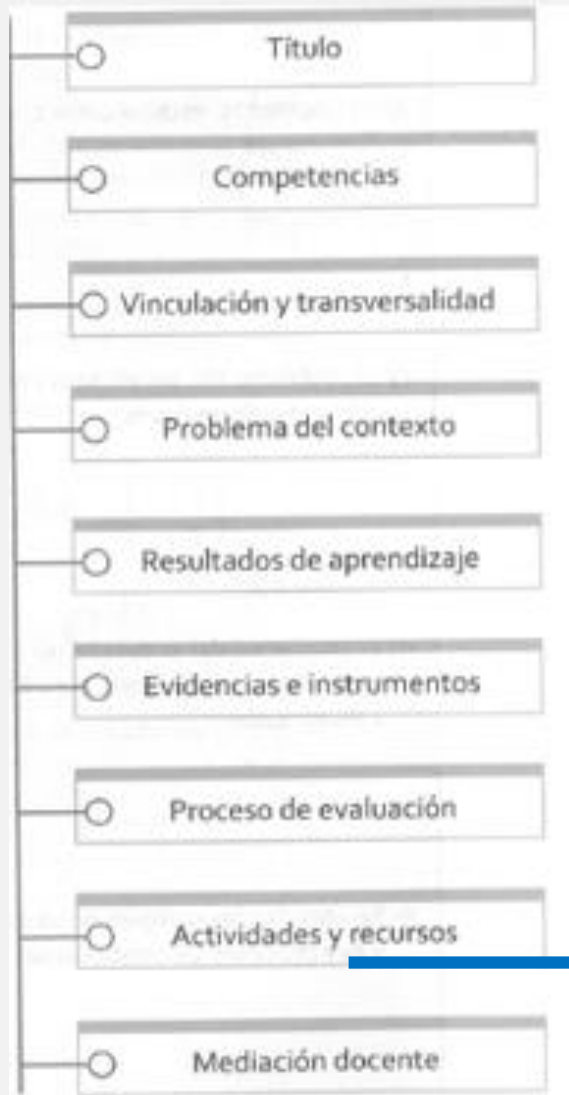 Título
Competencias
Vinculación y transversalidad
Problema del contexto
Resultados de aprendizaje
Evidencias e instrumentos
Proceso de evaluación
Actividades y recursos
Mediación docente